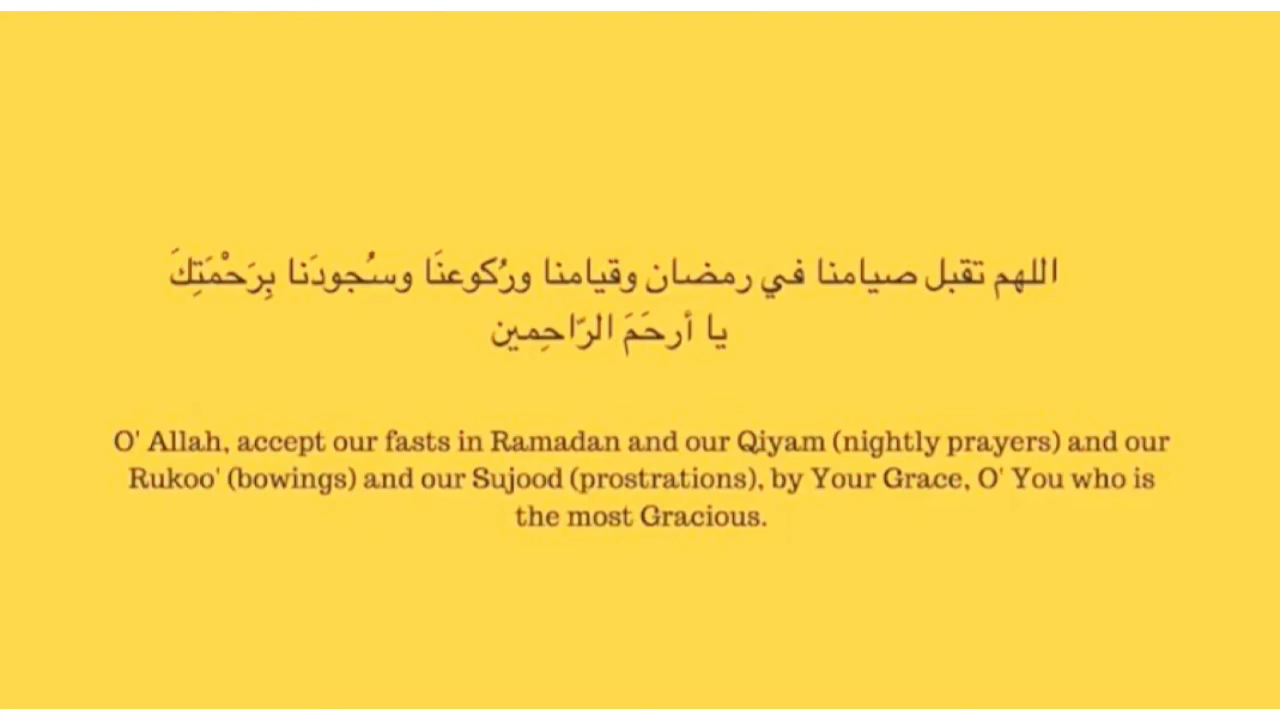 اللهم تقبل صيامنا في رمضان وقيامنا ورُكوعنَا وسُجودَنا بِرَحْمَتِكَ
يا أرحَمَ الرّاحِمين
O' Allah, accept our fasts in Ramadan and our Qiyam (nightly prayers) and our
Rukoo' (bowings) and our Sujood (prostrations), by Your Grace, O' You who is
the most Gracious.